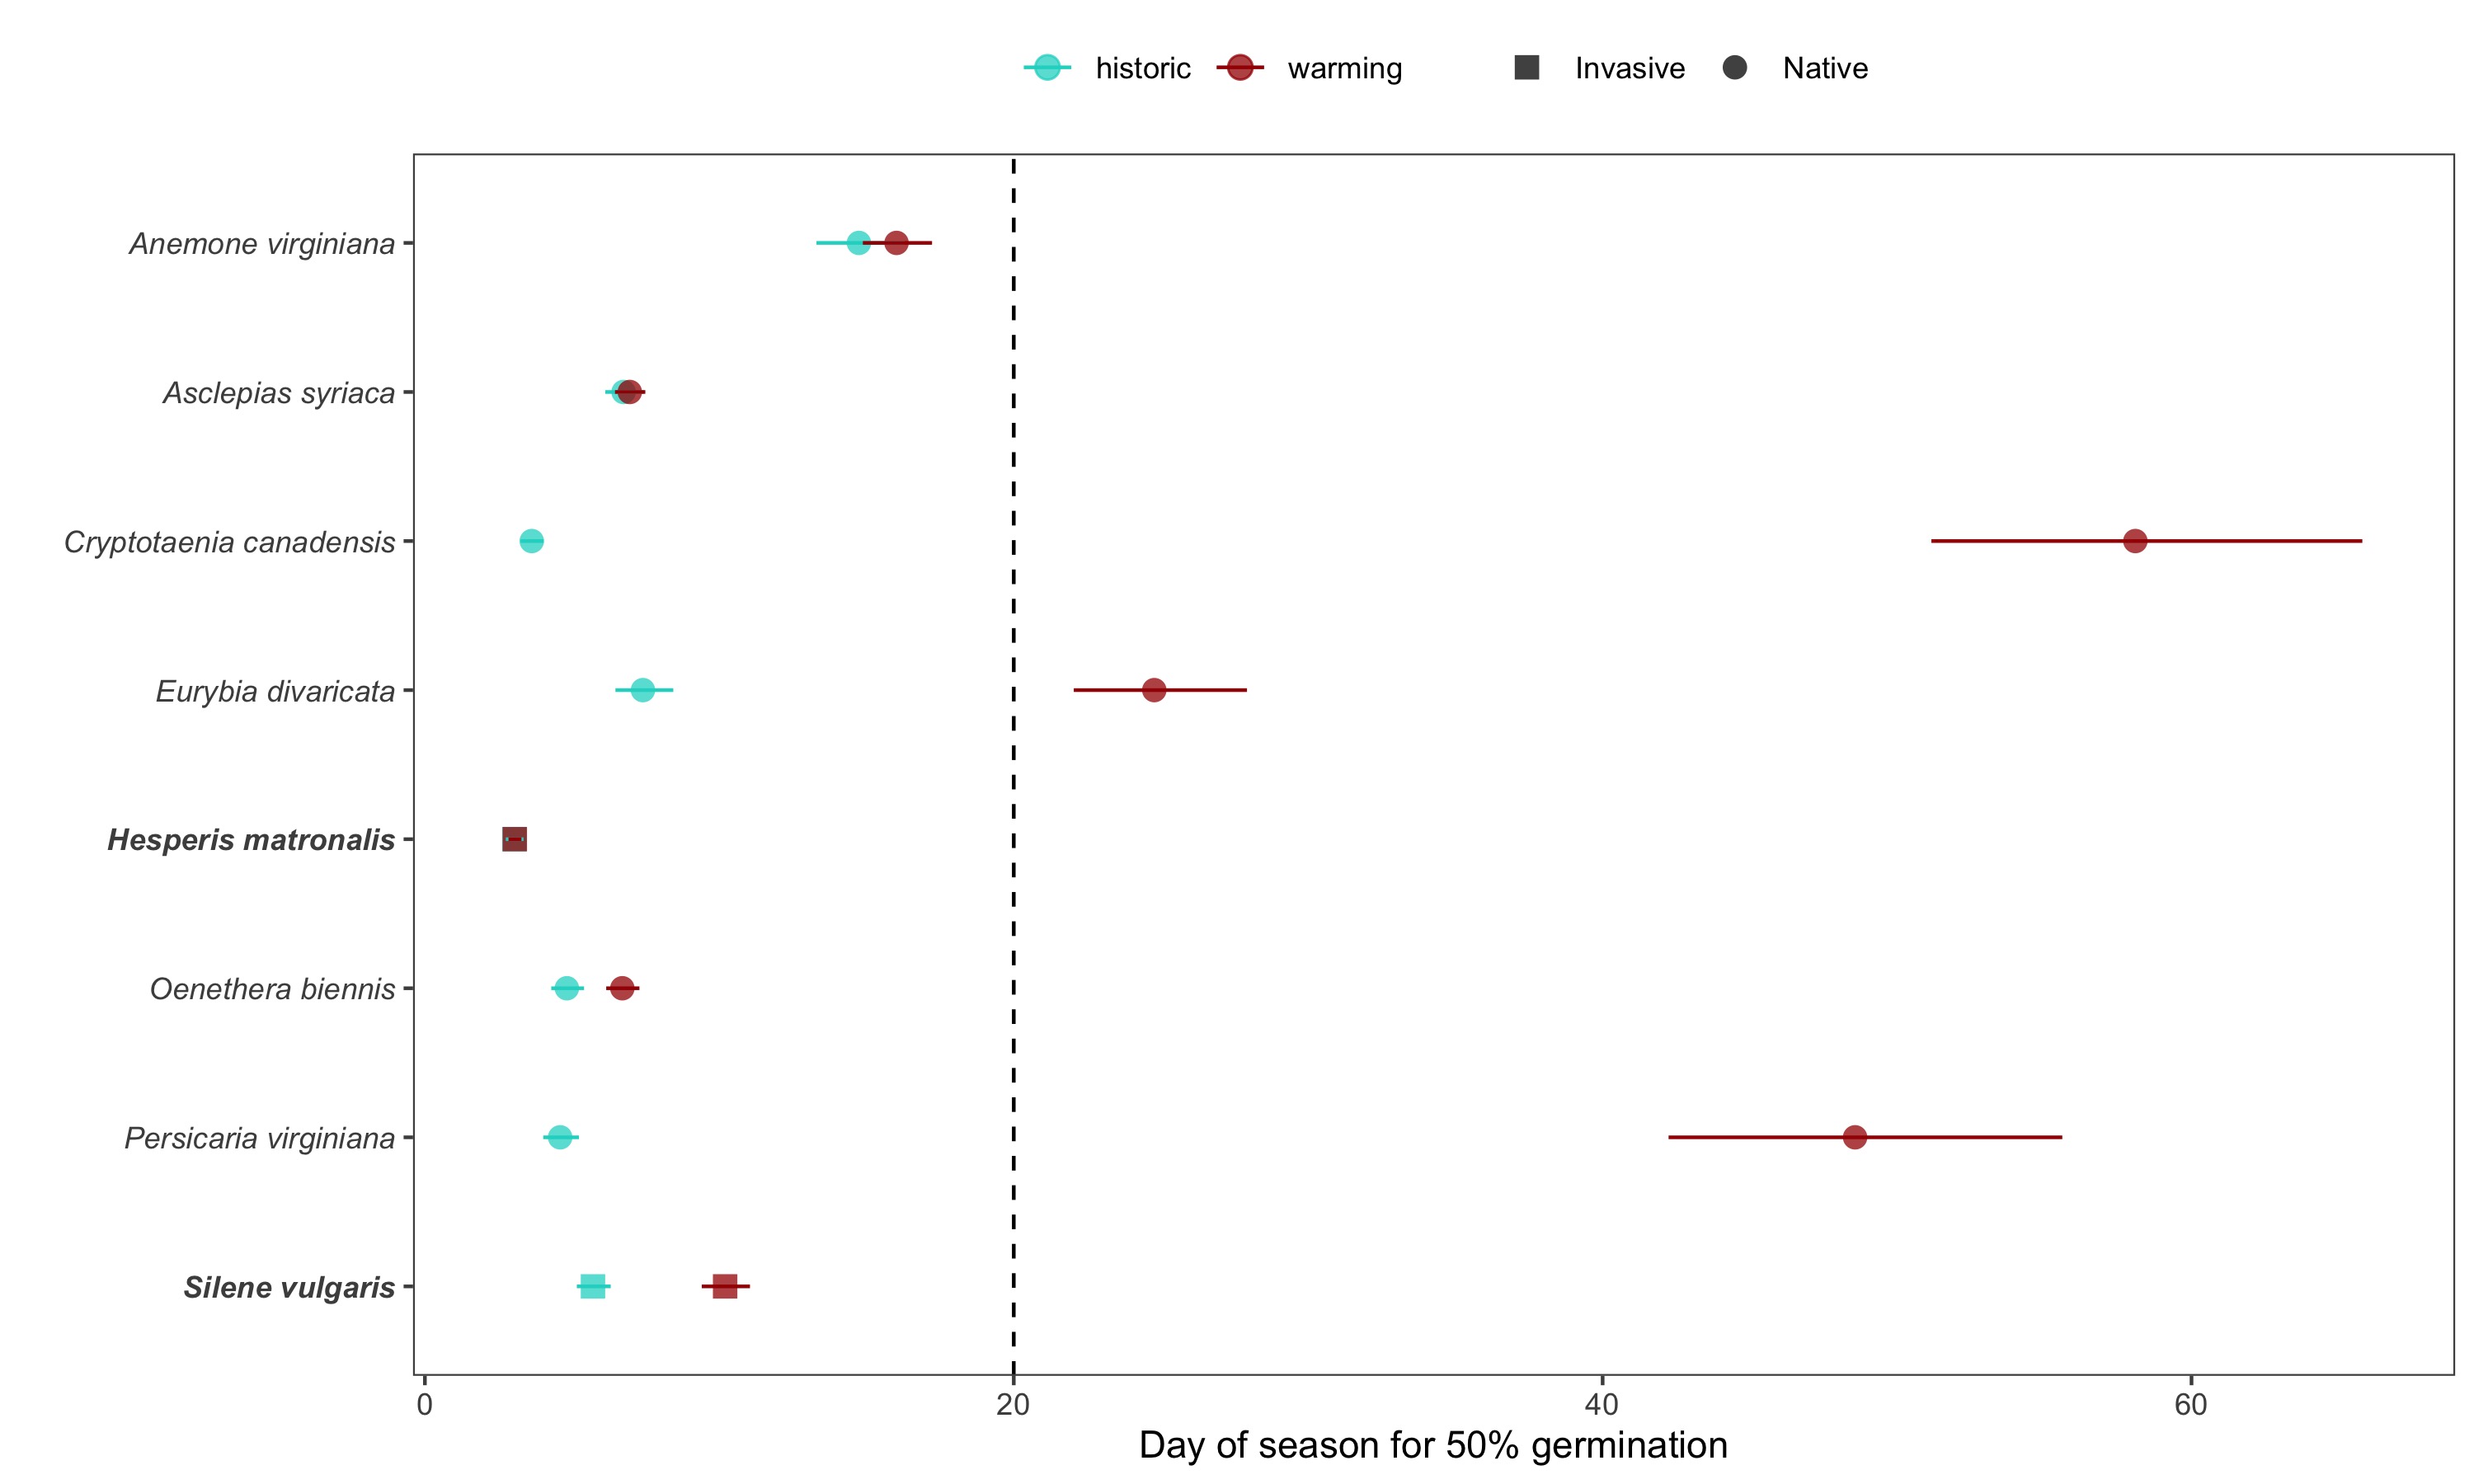 historic warming Invasive Native
Anemone virginiana
Asclepias syriaca
Cryptotaenia canadensis
Eurybia divaricata
Hesperis matronalis
Oenethera biennis
Persicaria virginiana
Silene vulgaris
0 20 40 60
Day of season for 50% germination